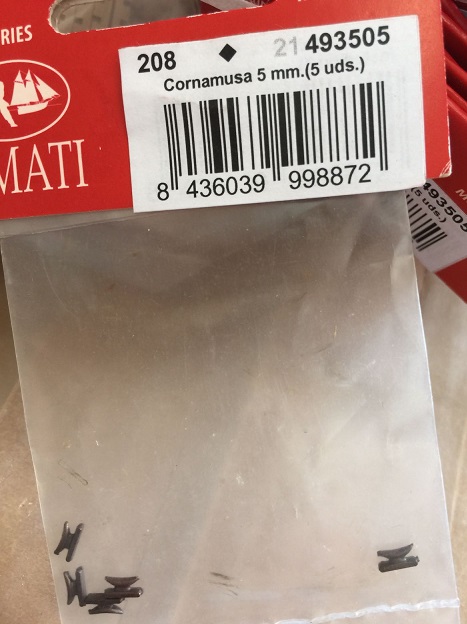 RIES
MATI
208 ◆ 21 493505
Cornamusa 5 mm.(5 uds.)
8 436039 998872
493505
(5 uds.)